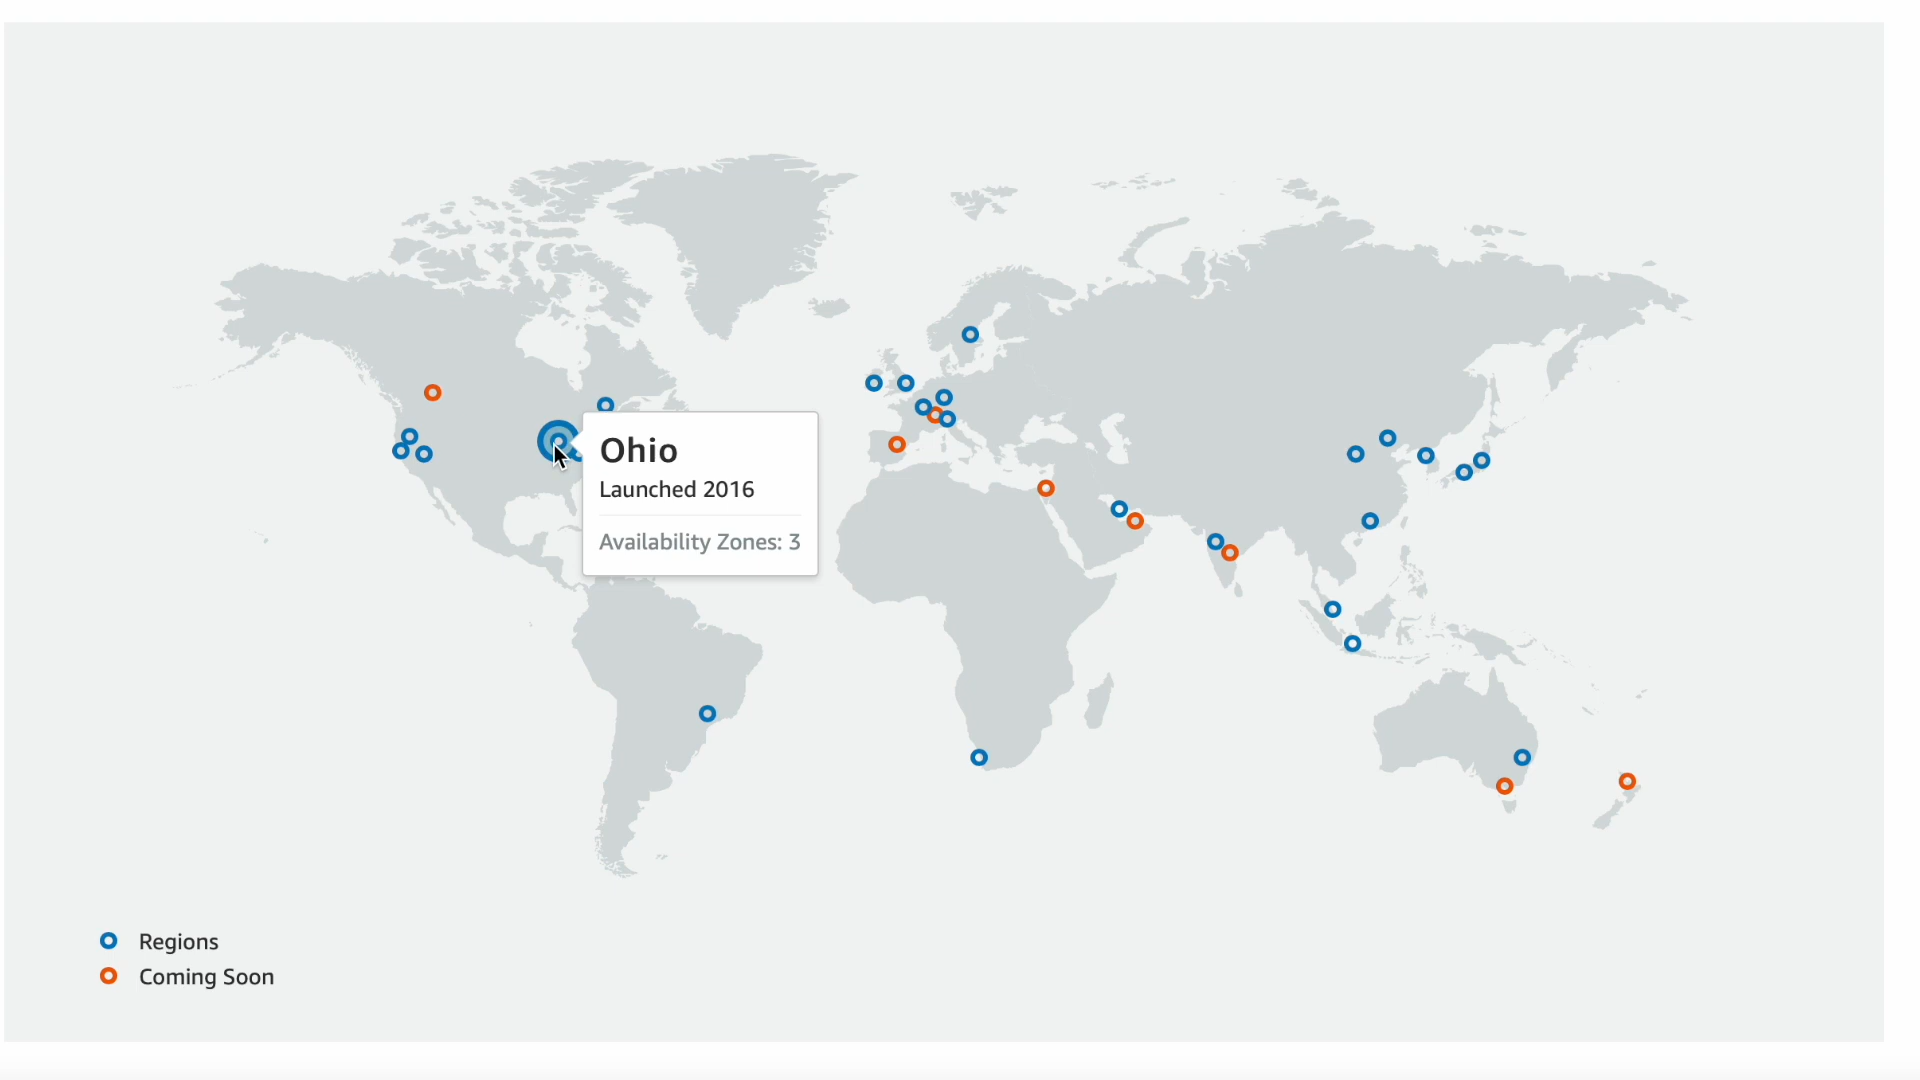 Ohio
Launched 2016
Availability Zones: 3
Regions
Coming Soon